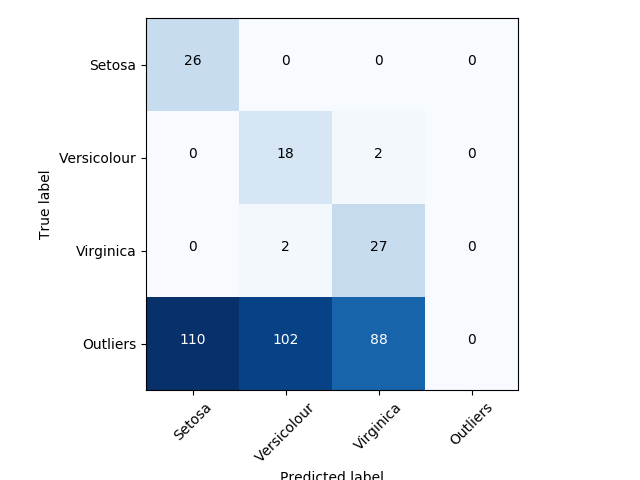 Setosa 26 0 0 0
Versicolour 0 18 2 0
Virginica 0 2 27 0
Outliers 110 102 88 0
True label
Setosa Versicolour Virginica Outliers
Predicted label